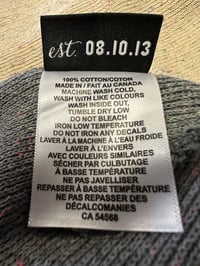 est. 08.10.13
100% COTTON/COTON
MADE IN / FAIT AU CANADA
MACHINE WASH COLD,
WASH WITH LIKE COLOURS
WASH INSIDE OUT,
TUMBLE DRY LOW
DO NOT BLEACH
IRON LOW TEMPERATURE
DO NOT IRON ANY DECALS
LAVER À LA MACHINE À L'EAU FROIDE
LAVER À L'ENVERS
AVEC COULEURS SIMILAIRES
SÉCHER PAR CULBUTAGE
À BASSE TEMPÉRATURE
NE PAS JAVELLISER
REPASSER À BASSE TEMPÉRATURE
NE PAS REPASSER DES
DÉCALCOMANIES
CA 54568